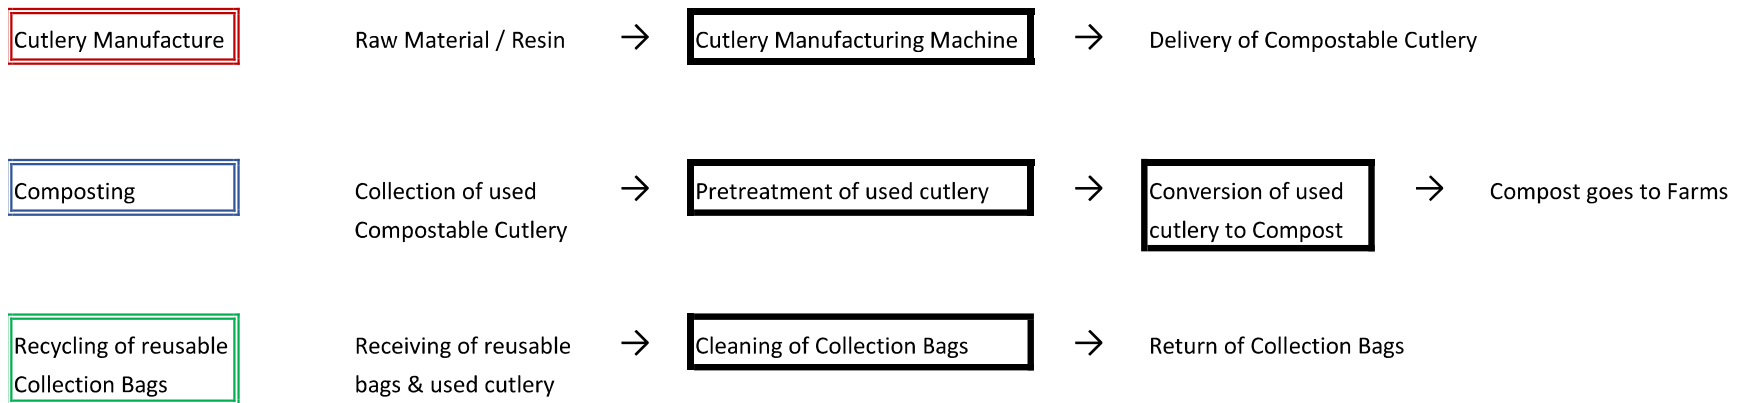 Cutlery Manufacture Raw Material / Resin → Cutlery Manufacturing Machine → Delivery of Compostable Cutlery
Composting Collection of used → Pretreatment of used cutlery → Conversion of used → Compost goes to Farms
Compostable Cutlery cutlery to Compost
Recycling of reusable Receiving of reusable → Cleaning of Collection Bags → Return of Collection Bags
Collection Bags bags & used cutlery